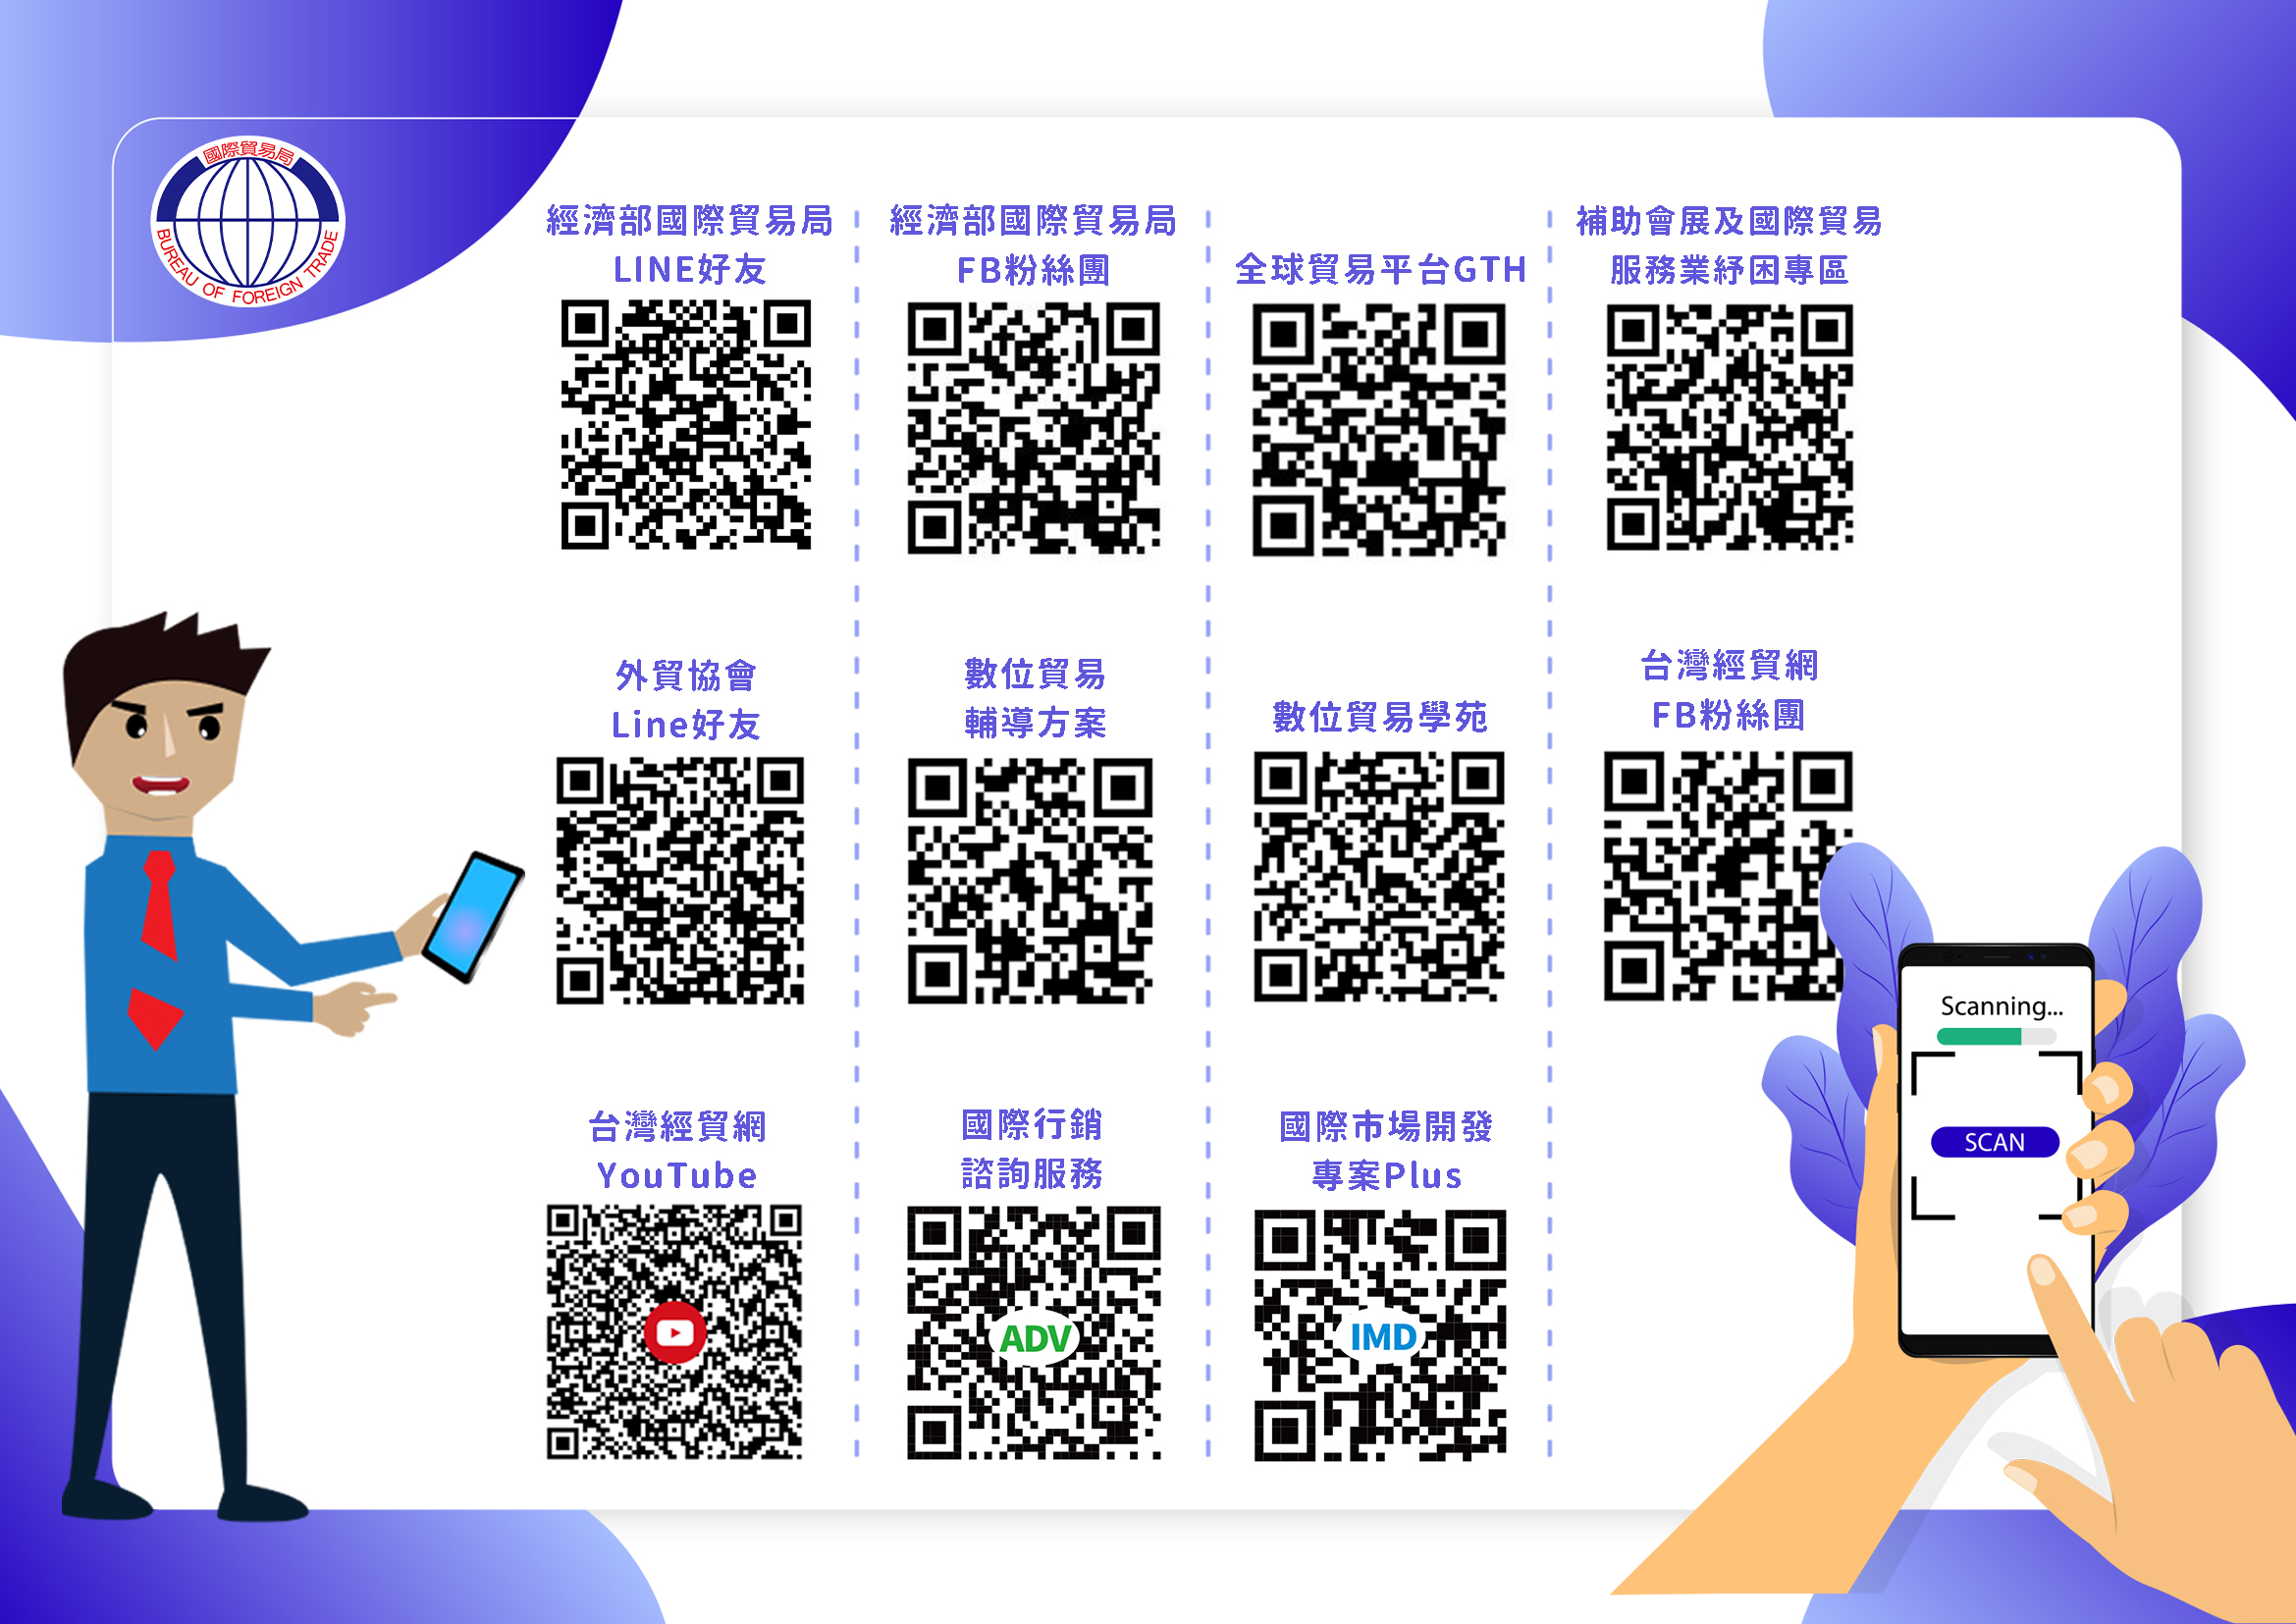 國際貿易局
BUREAU OF FOREIGN TRADE
經濟部國際貿易局
LINE好友
經濟部國際貿易局
FB粉絲團
全球貿易平台GTH
補助會展及國際貿易
服務業紓困專區
外貿協會
Line好友
數位貿易
輔導方案
數位貿易學苑
台灣經貿網
FB粉絲團
台灣經貿網
YouTube
國際行銷
諮詢服務
ADV
國際市場開發
專案Plus
IMD
Scanning...
SCAN